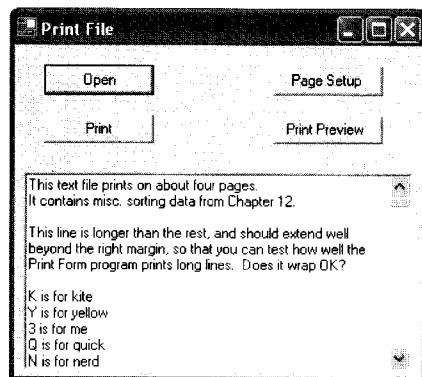 Print File
Open
Page Setup
Print
Print Preview
This text file prints on about four pages.
It contains misc. sorting data from Chapter 12.
This line is longer than the rest, and should extend well
beyond the right margin, so that you can test how well the
Print Form program prints long lines. Does it wrap OK?
K is for kite
Y is for yellow
3 is for me
Q is for quick
N is for nerd